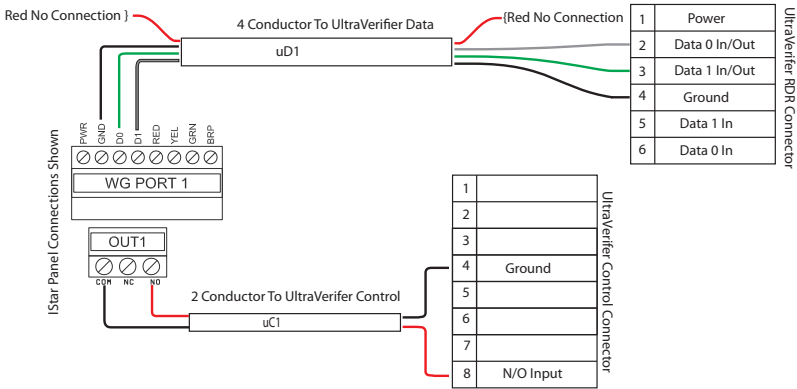 Red No Connection }
4 Conductor To UltraVerifier Data
{Red No Connection
uD1
1 Power
2 Data 0 In/Out
3 Data 1 In/Out
4 Ground
5 Data 1 In
6 Data 0 In
UltraVerifer RDR Connector
IStar Panel Connections Shown
PWR
GND
D0
D1
RED
YEL
GRN
BRP
WG PORT 1
OUT1
COM NC NO
2 Conductor To UltraVerifer Control
uC1
1
2
3
4 Ground
5
6
7
8 N/O Input
UltraVerifer Control Connector